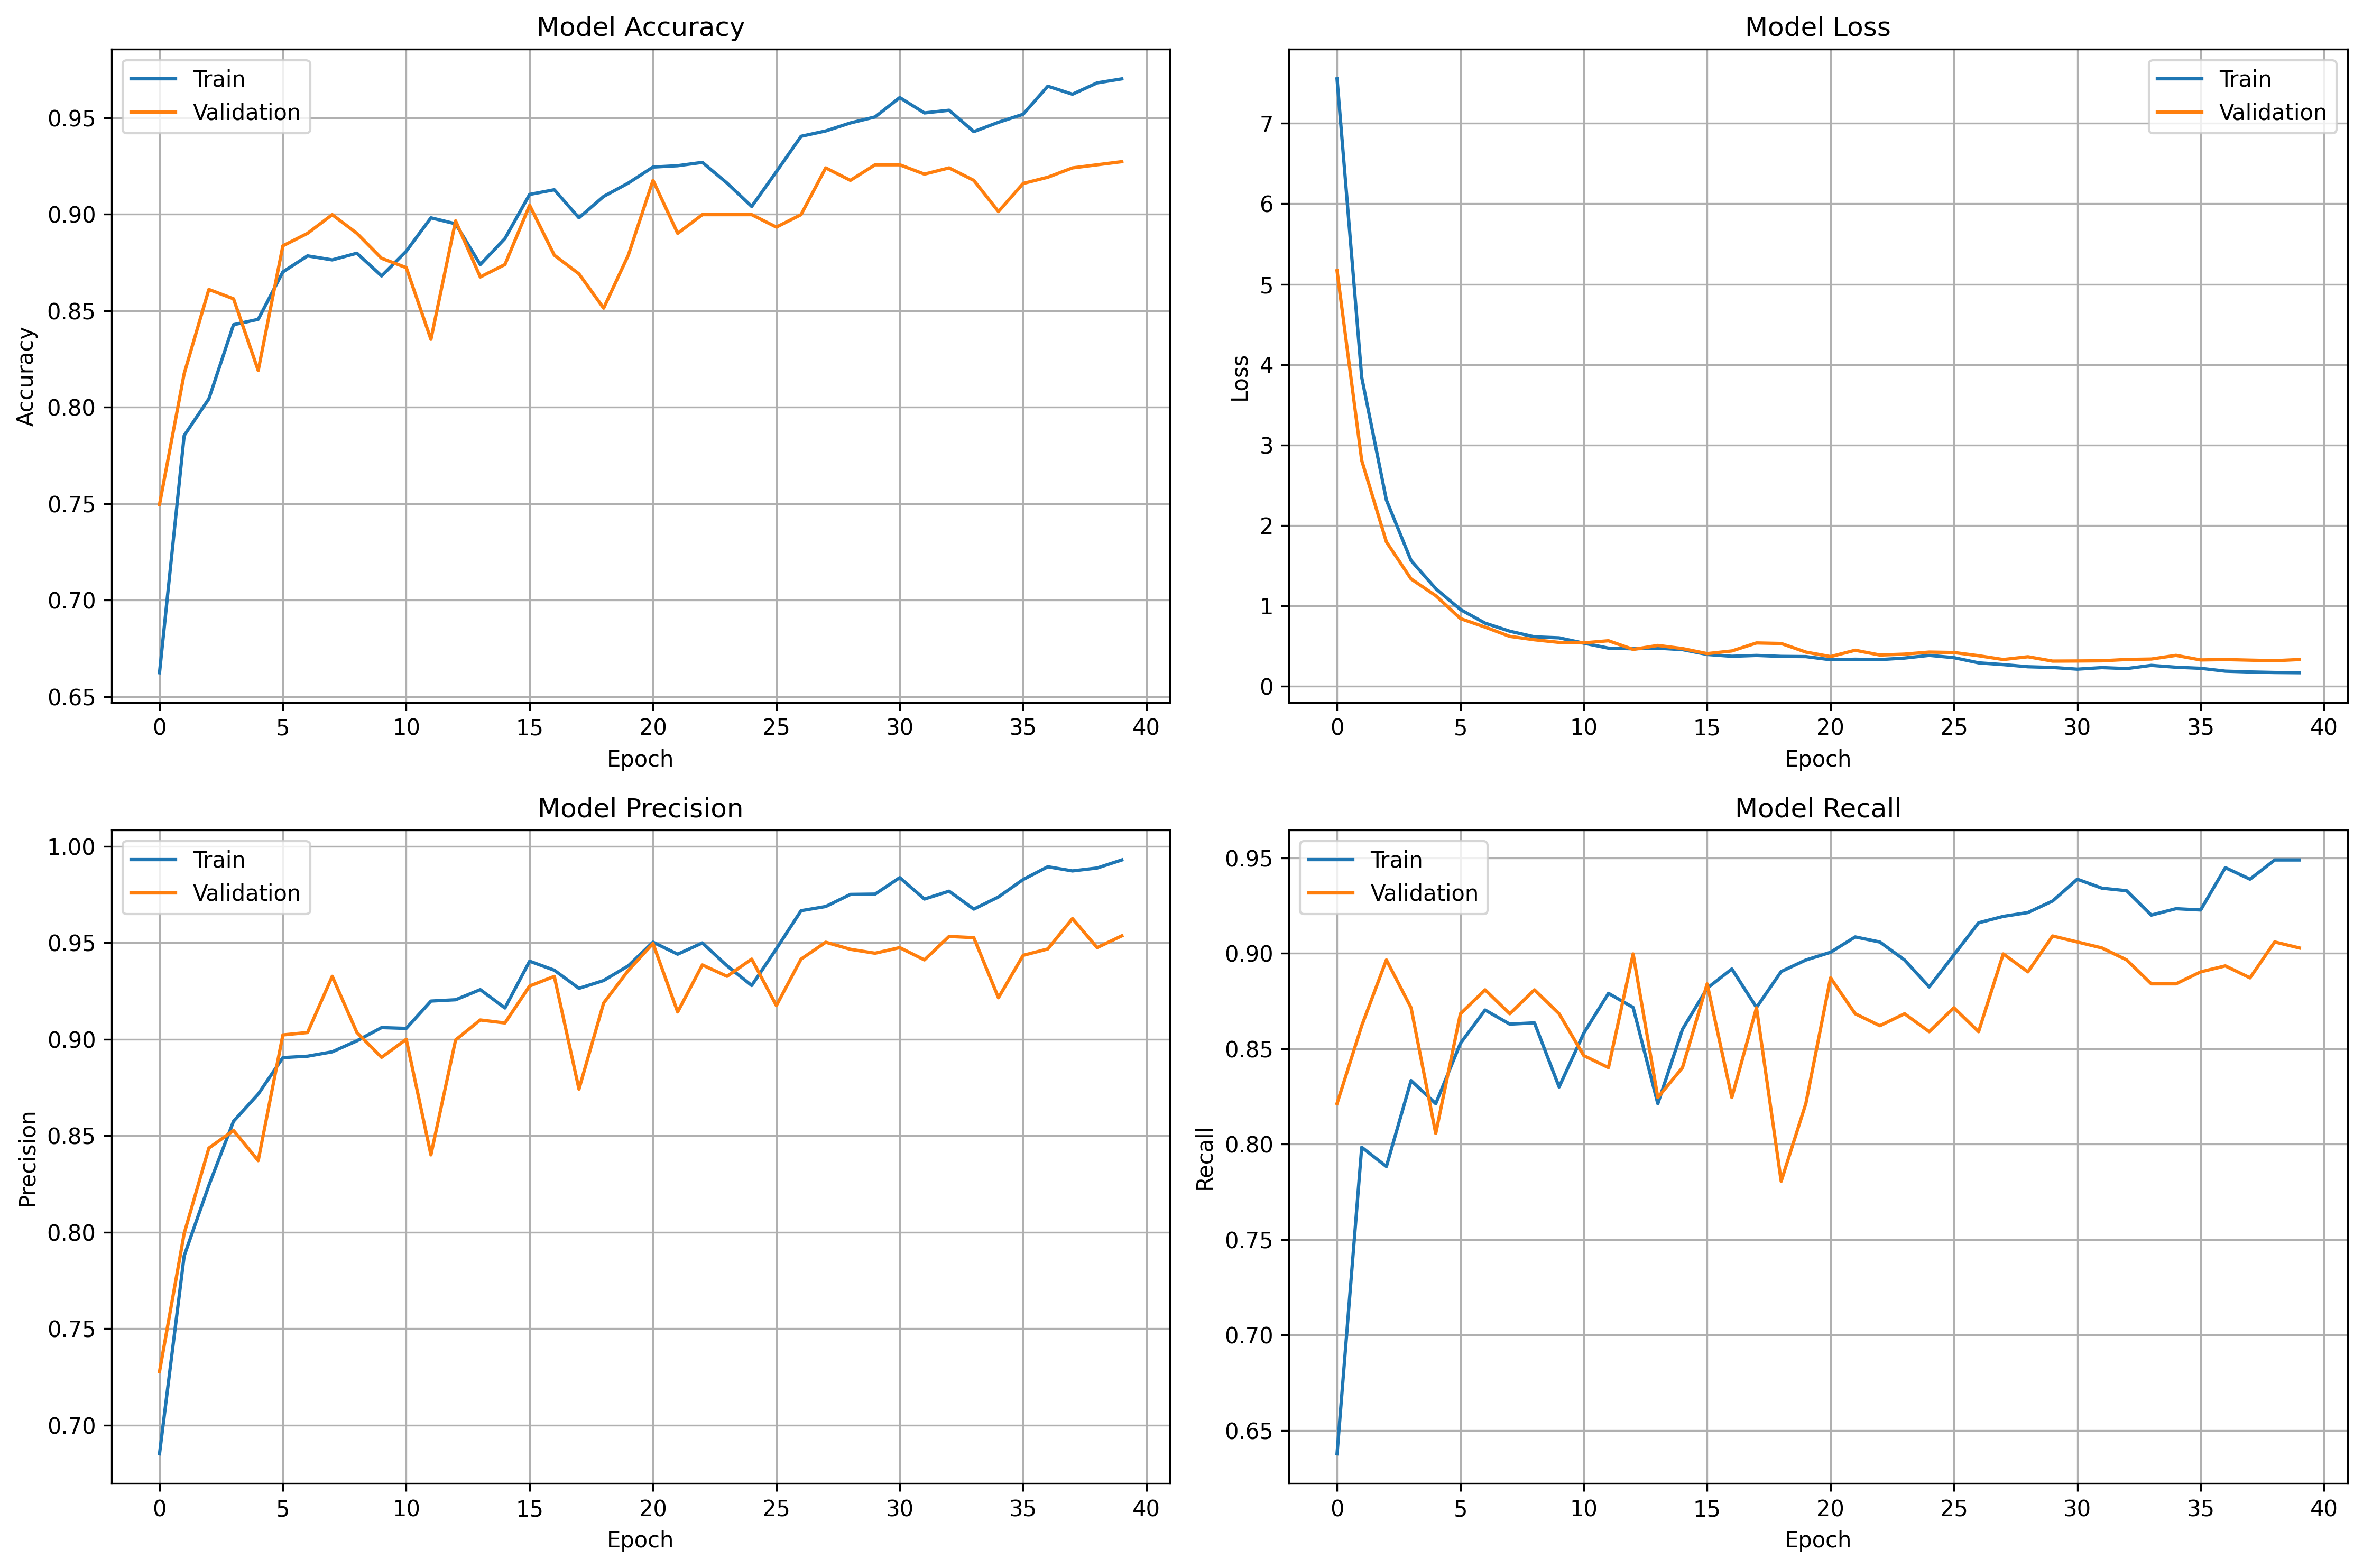 Model Accuracy
Train
Validation
0.95
0.90
0.85
0.80
0.75
0.70
0.65
Accuracy
0 5 10 15 20 25 30 35 40
Epoch
Model Loss
Train
Validation
7
6
5
4
3
2
1
0
Loss
0 5 10 15 20 25 30 35 40
Epoch
Model Precision
Train
Validation
1.00
0.95
0.90
0.85
0.80
0.75
0.70
Precision
0 5 10 15 20 25 30 35 40
Epoch
Model Recall
Train
Validation
0.95
0.90
0.85
0.80
0.75
0.70
0.65
Recall
0 5 10 15 20 25 30 35 40
Epoch